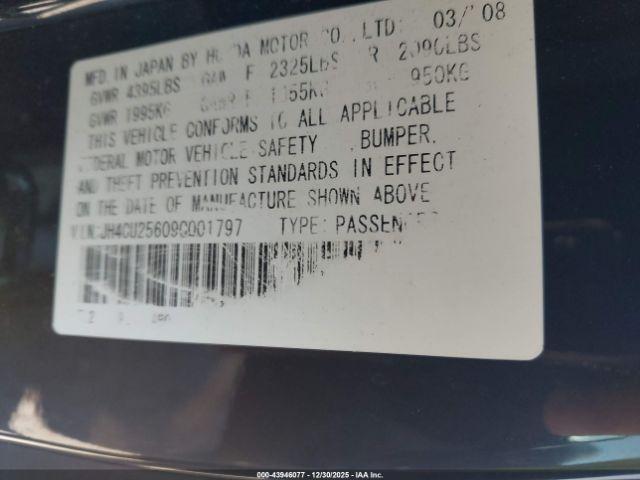 MFD. IN JAPAN BY HONDA MOTOR CO., LTD. 03/'08
GVWR 4395LBS GAWR F 2325LBS R 2090LBS
GVWR 1995KG GAWR F 1055KG 950KG
THIS VEHICLE CONFORMS TO ALL APPLICABLE
FEDERAL MOTOR VEHICLE SAFETY , BUMPER,
AND THEFT PREVENTION STANDARDS IN EFFECT
ON THE DATE OF MANUFACTURE SHOWN ABOVE
VIN:JH4CU25609C001797 TYPE:PASSENGER
000-43946077 - 12/30/2025 - IAA Inc.